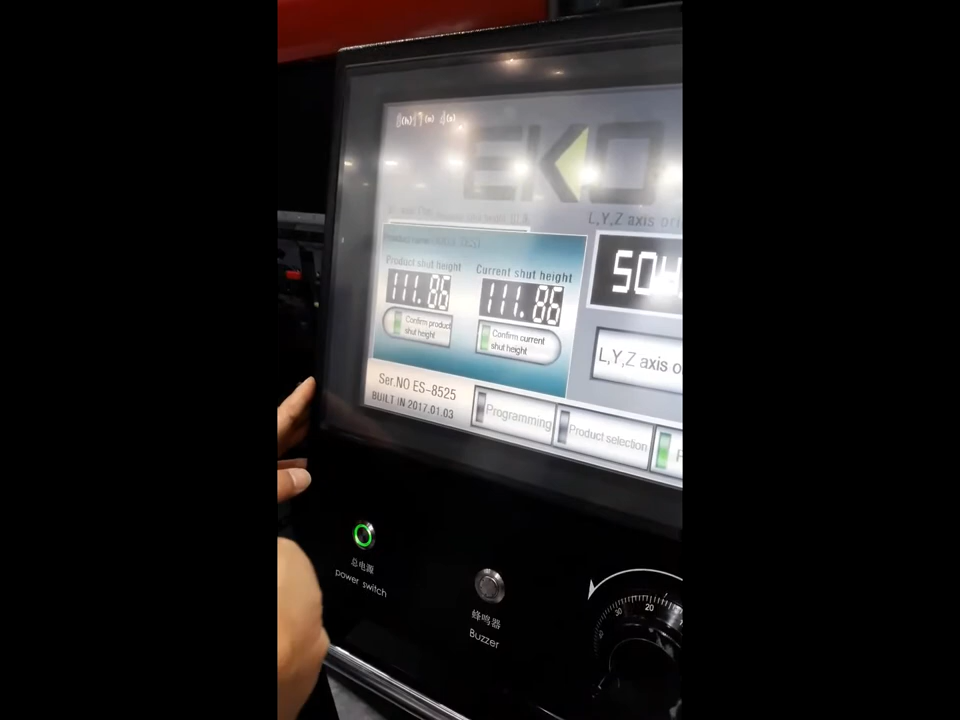 (h) (m) (s)
EKO
L,Y,Z axis
Product shut height
Current shut height
111.86
111.86
Confirm product
shut height
Confirm current
shut height
L,Y,Z axis
Ser.NO ES-8525
BUILT IN 2017.01.03
Programming
Product selection
总电源
power switch
蜂鸣器
Buzzer
30
20